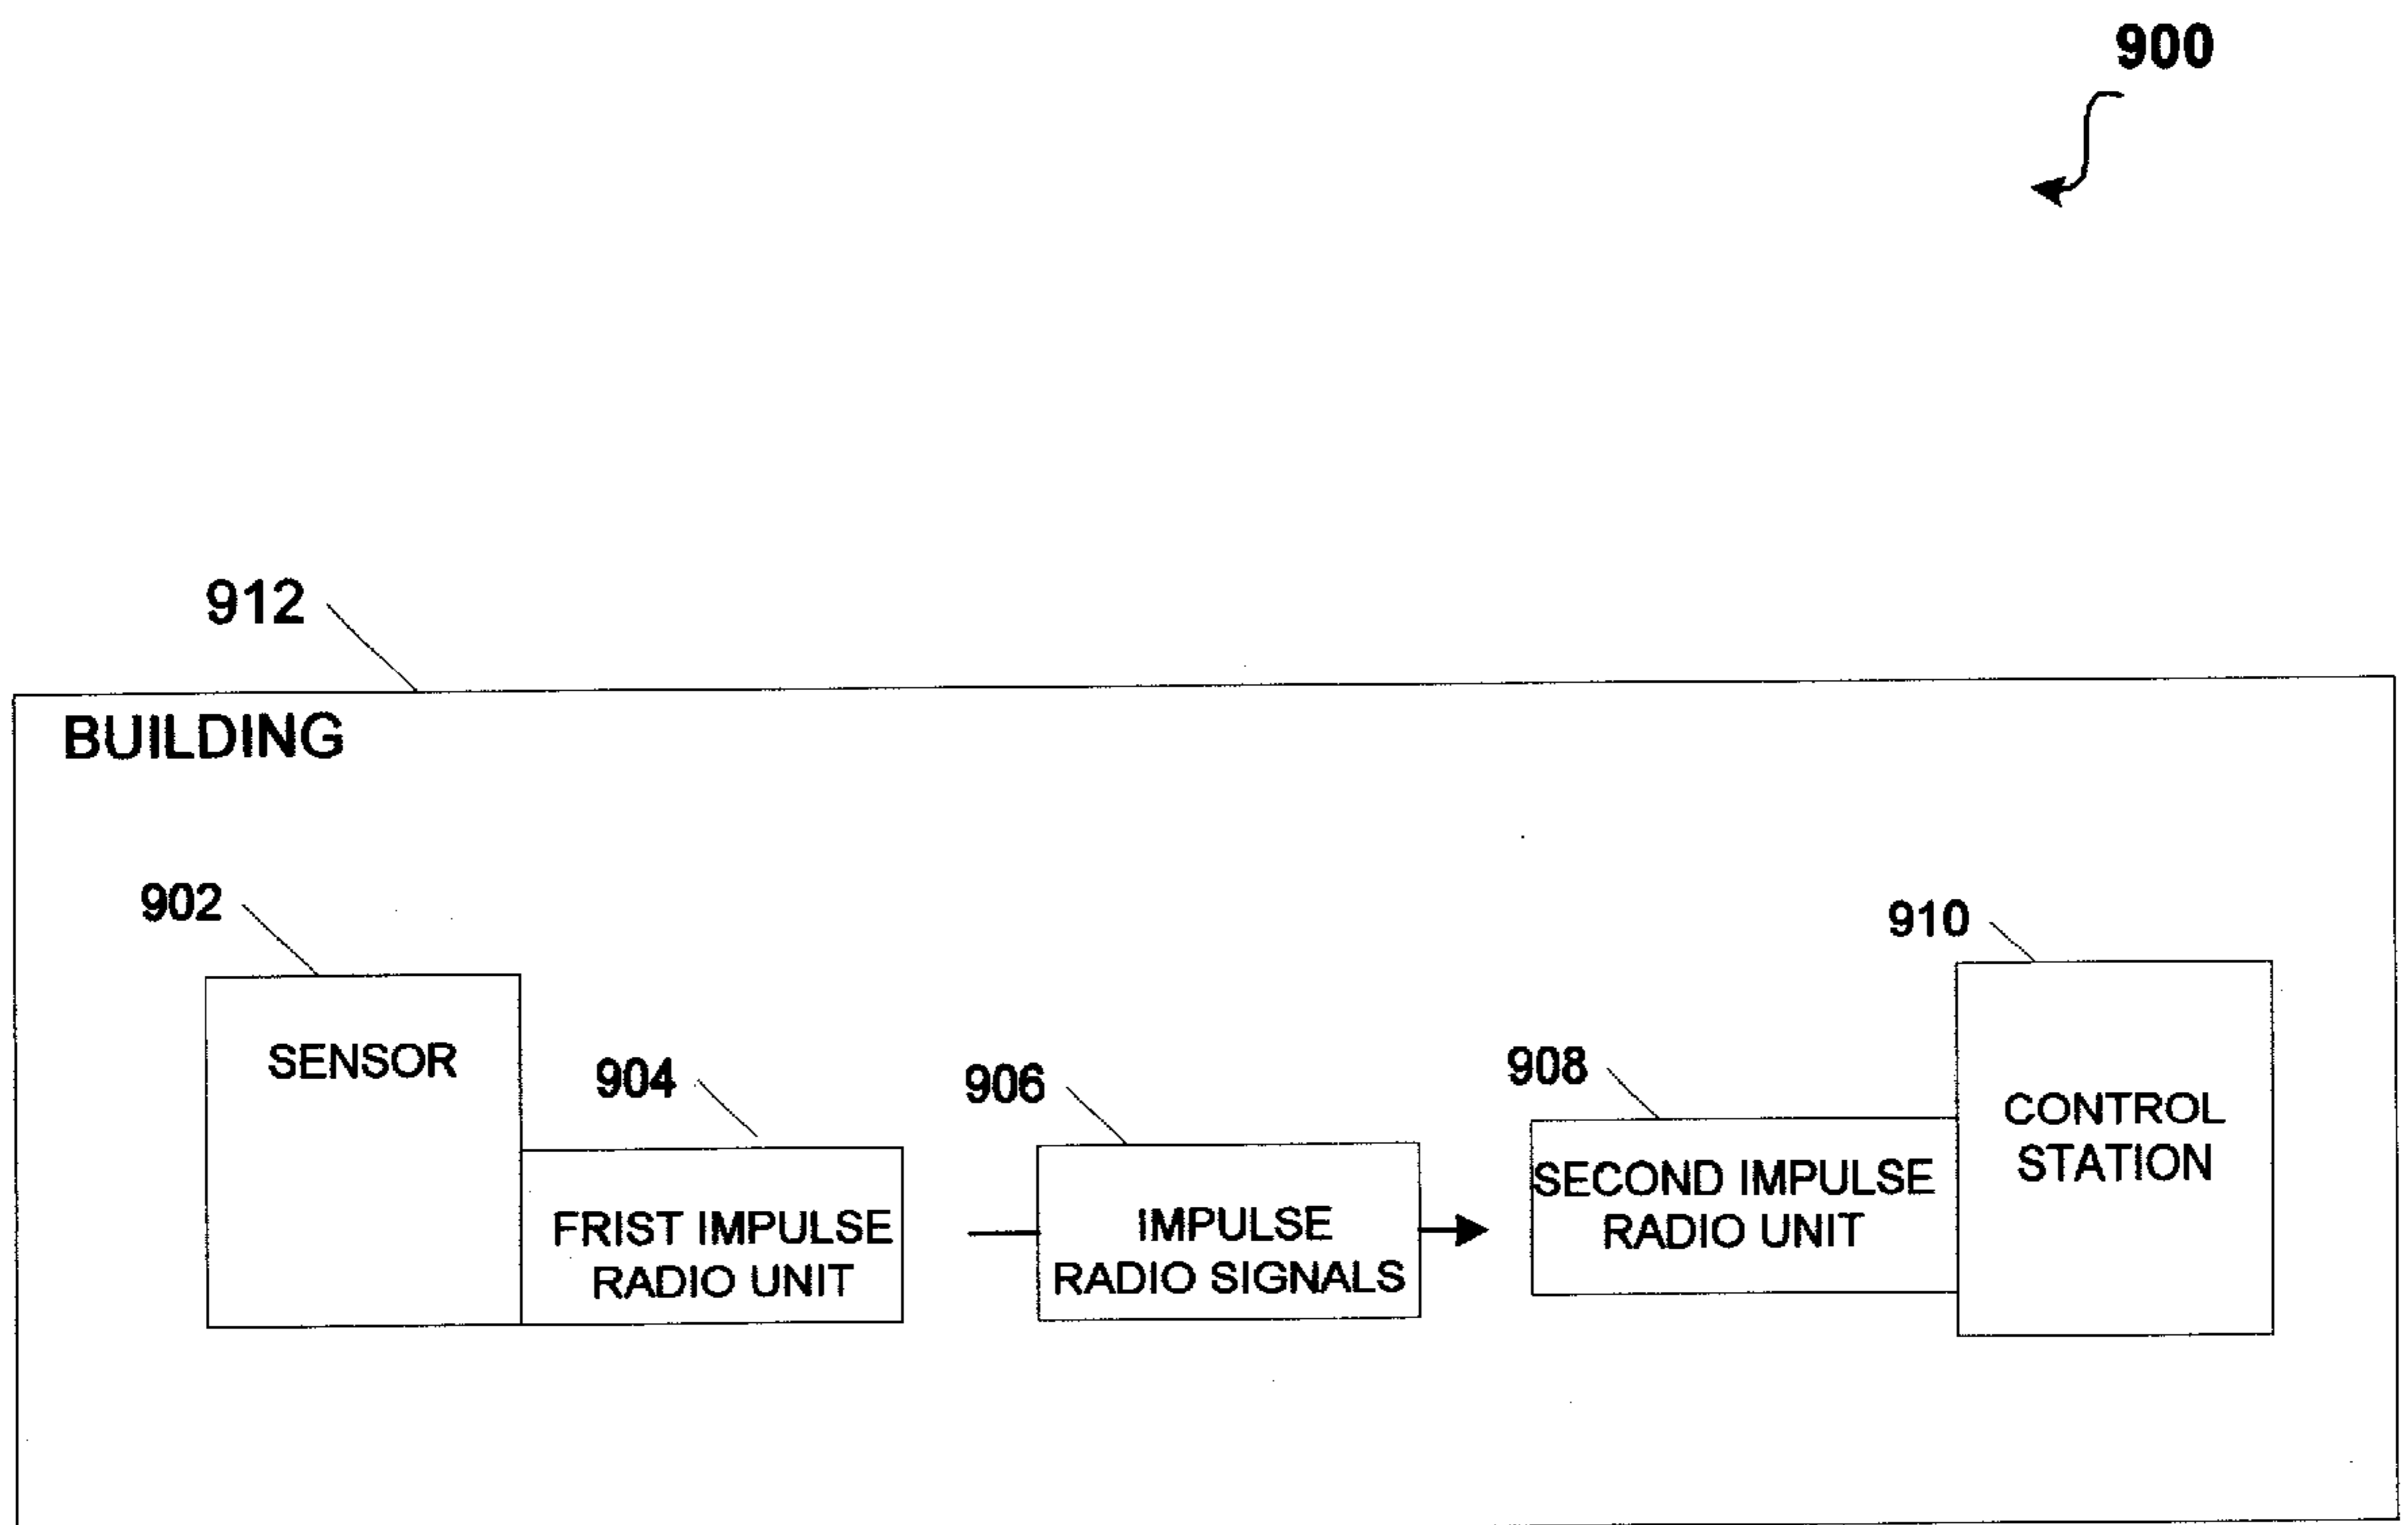 900
912
BUILDING
902
910
SENSOR
904
906
908
CONTROL
STATION
FRIST IMPULSE
RADIO UNIT
IMPULSE
RADIO SIGNALS
SECOND IMPULSE
RADIO UNIT